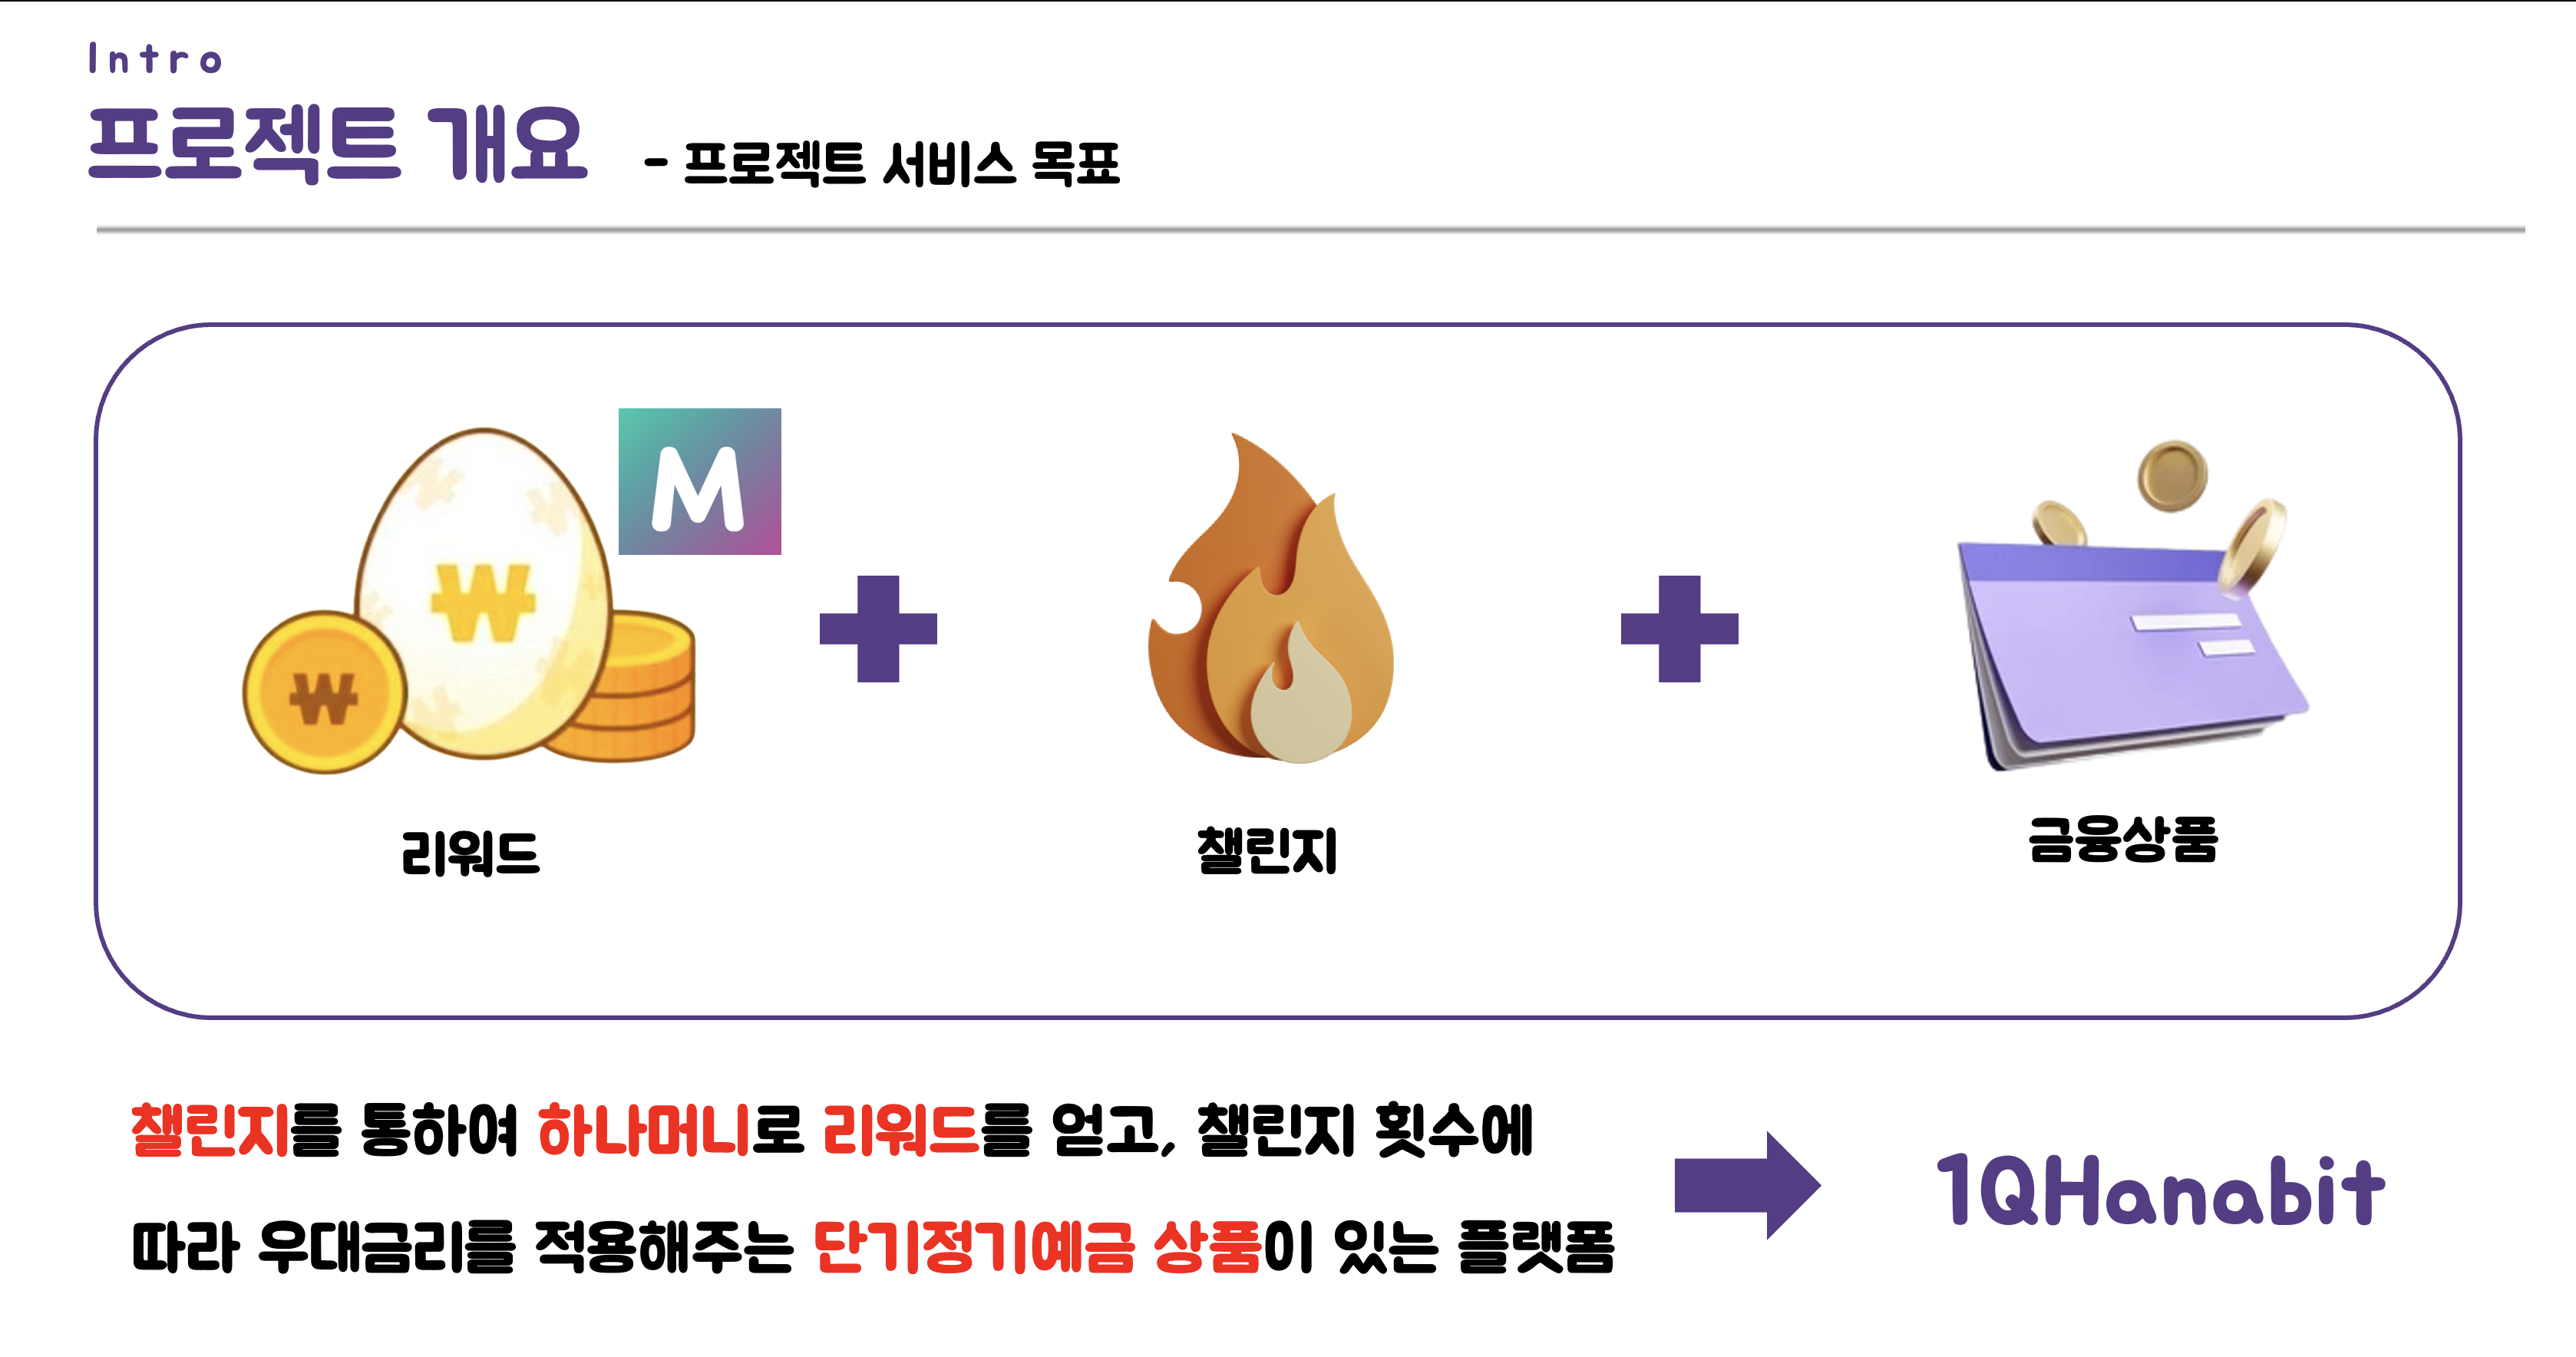 Intro
프로젝트 개요 - 프로젝트 서비스 목표
M
₩
₩
리워드
챌린지
금융상품
챌린지를 통하여 하나머니로 리워드를 얻고, 챌린지 횟수에
따라 우대금리를 적용해주는 단기정기예금 상품이 있는 플랫폼
1QHanabit